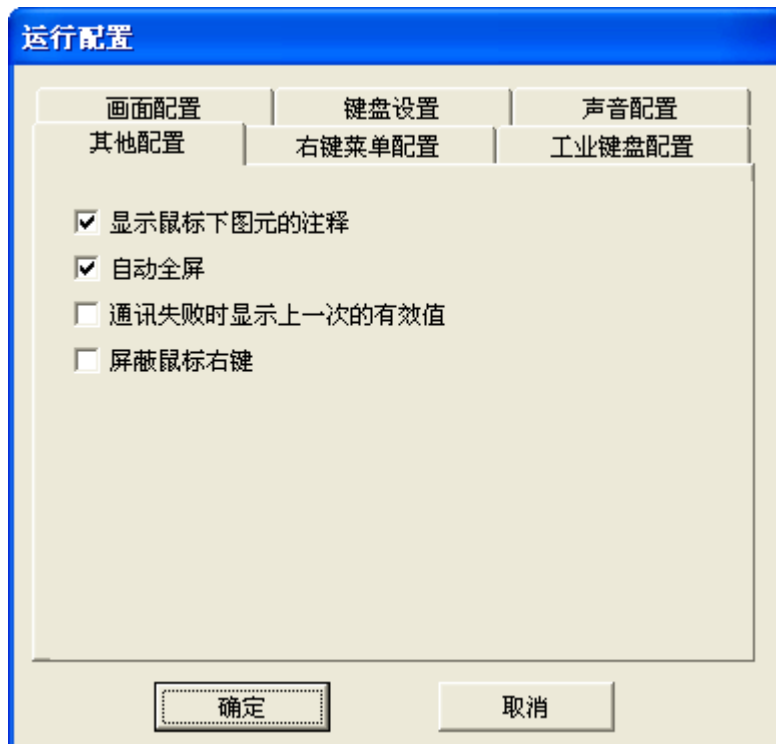 运行配置
画面配置 键盘设置 声音配置
其他配置 右键菜单配置 工业键盘配置
显示鼠标下图元的注释
自动全屏
通讯失败时显示上一次的有效值
屏蔽鼠标右键
确定 取消